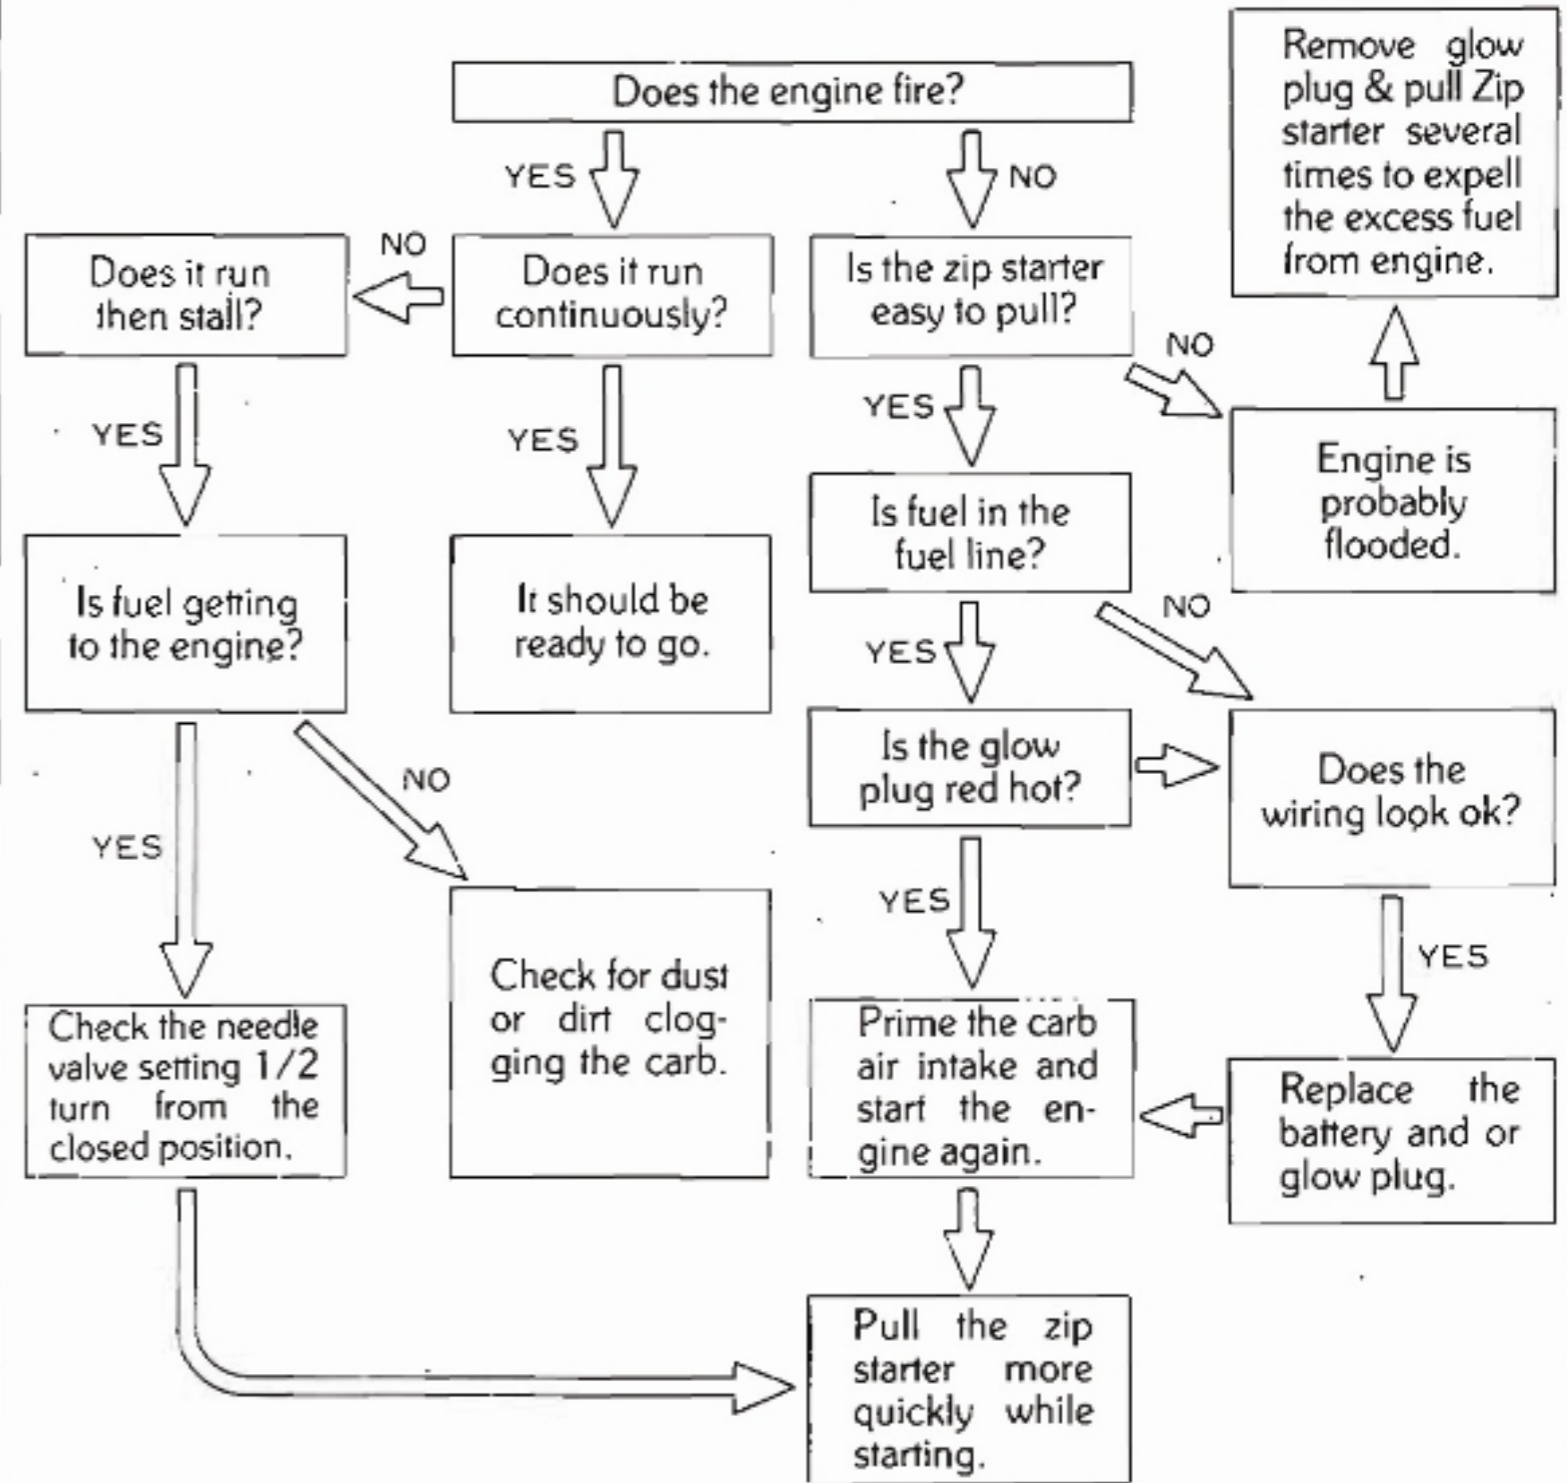 Does the engine fire?
YES
NO
Remove glow
plug & pull Zip
starter several
times to expell
the excess fuel
from engine.
Does it run
then stall?
NO
Does it run
continuously?
Is the zip starter
easy to pull?
NO
YES
YES
YES
Engine is
probably
flooded.
Is fuel in the
fuel line?
Is fuel getting
to the engine?
It should be
ready to go.
YES
NO
Is the glow
plug red hot?
Does the
wiring look ok?
NO
YES
YES
YES
Check for dust
or dirt clog-
ging the carb.
Check the needle
valve setting 1/2
turn from the
closed position.
Prime the carb
air intake and
start the en-
gine again.
Replace the
battery and or
glow plug.
Pull the zip
starter more
quickly while
starting.